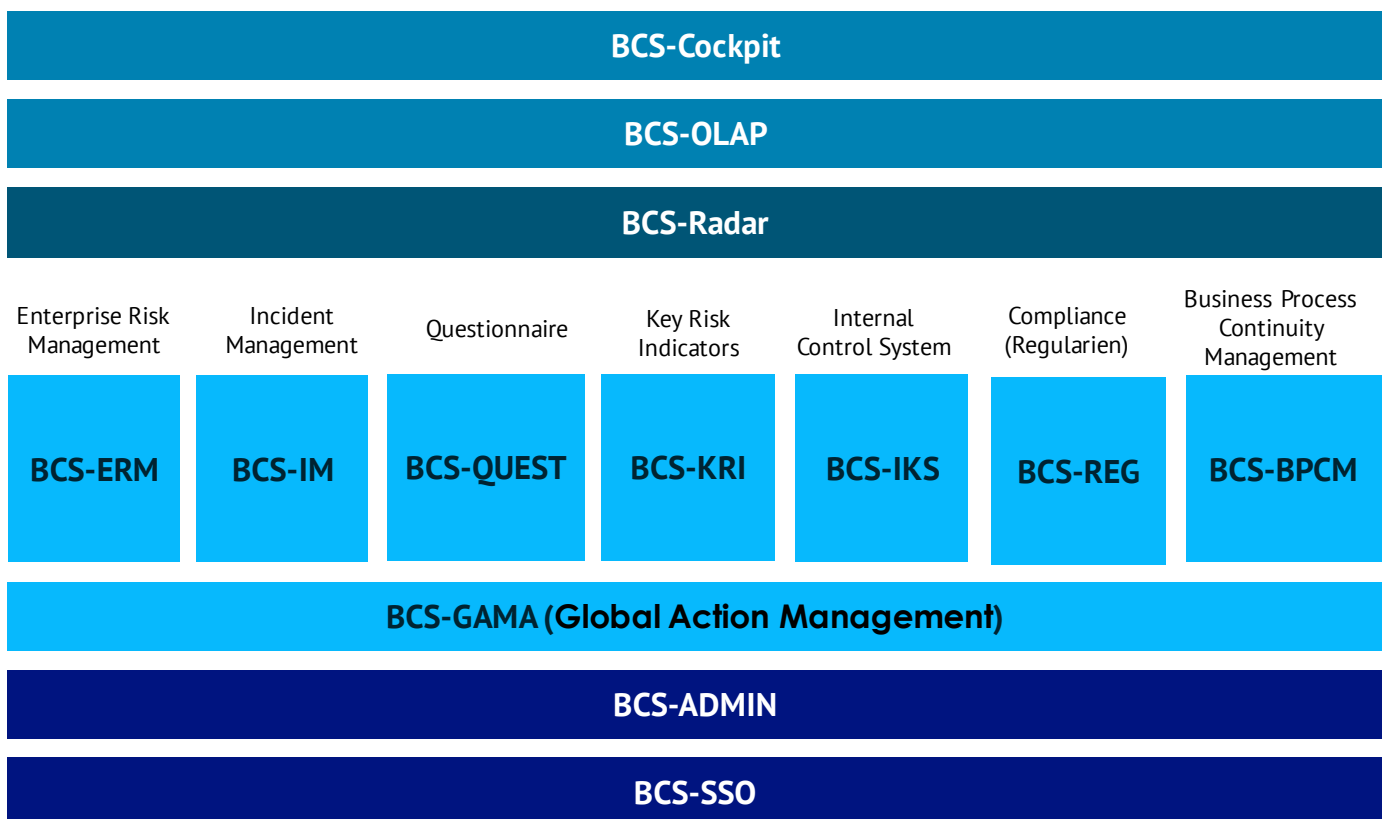 BCS-Cockpit
BCS-OLAP
BCS-Radar
Enterprise Risk
Management
Incident
Management
Questionnaire
Key Risk
Indicators
Internal
Control System
Compliance
(Regularien)
Business Process
Continuity
Management
BCS-ERM
BCS-IM
BCS-QUEST
BCS-KRI
BCS-IKS
BCS-REG
BCS-BPCM
BCS-GAMA (Global Action Management)
BCS-ADMIN
BCS-SSO